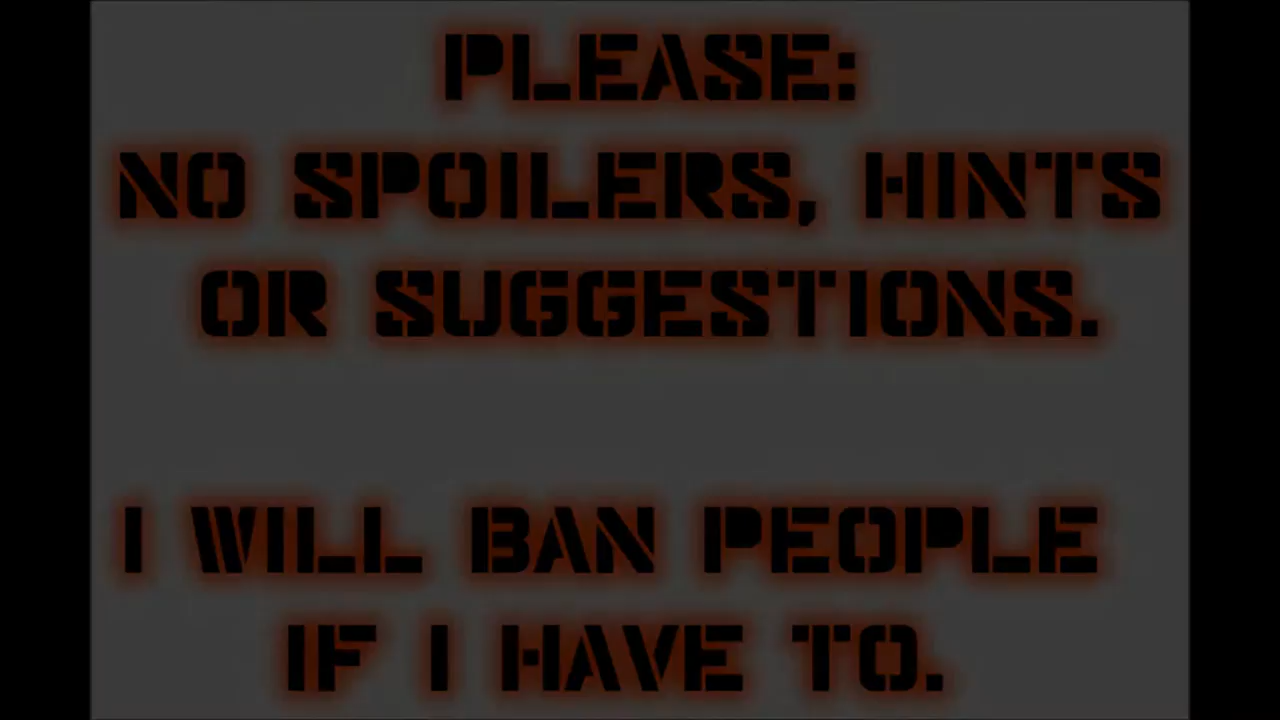 PLEASE:
NO SPOILERS, HINTS
OR SUGGESTIONS.
I WILL BAN PEOPLE
IF I HAVE TO.